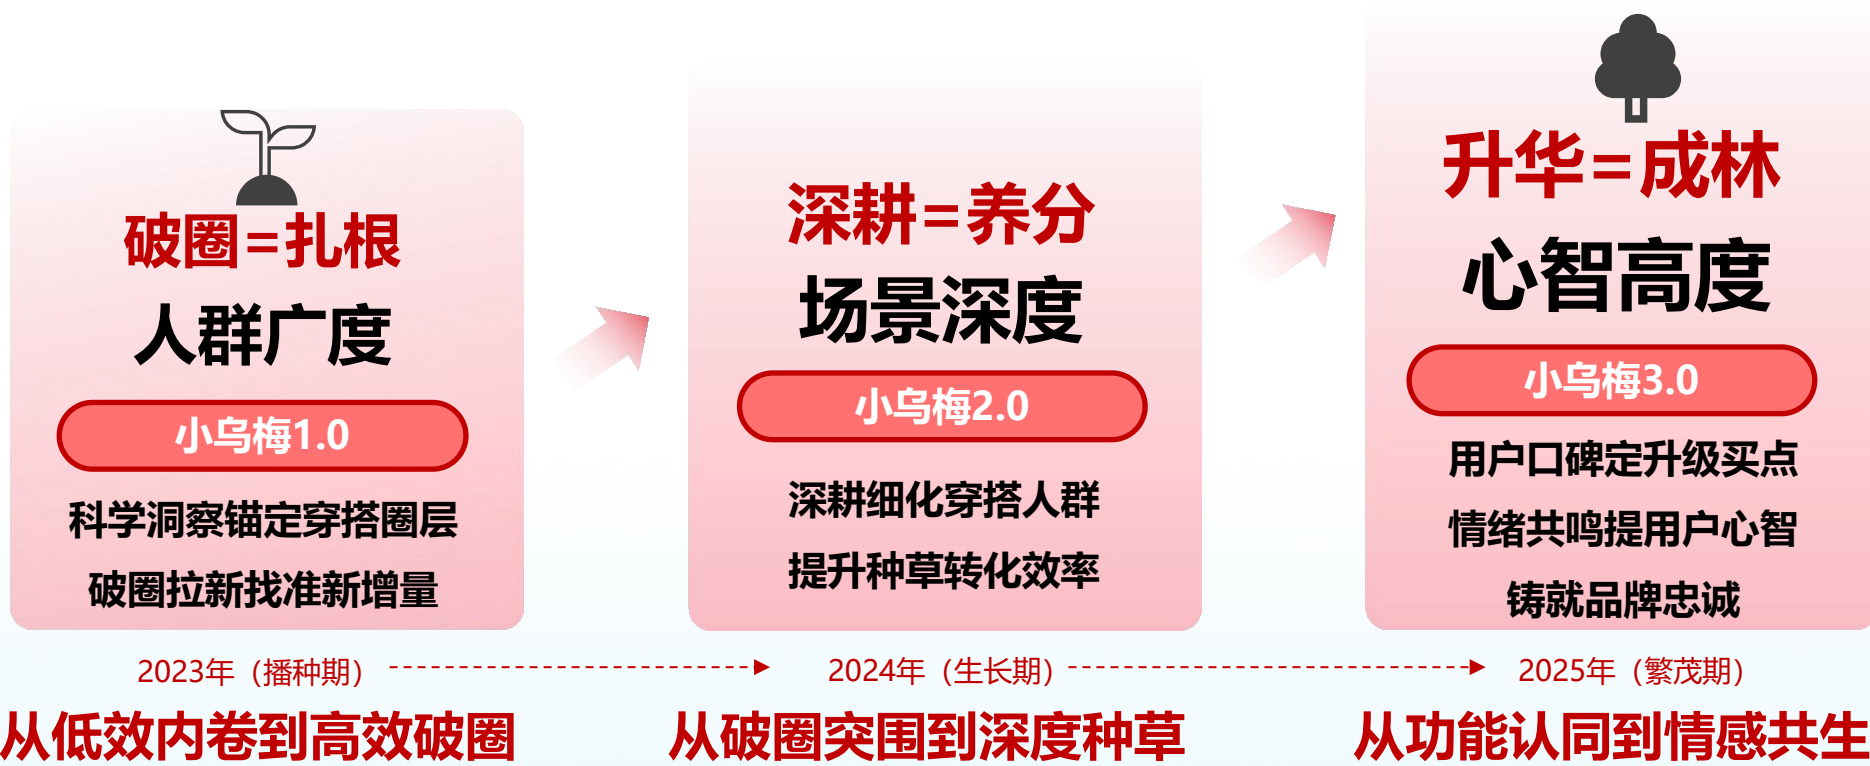 破圈=扎根
人群广度
小乌梅1.0
科学洞察锚定穿搭圈层
破圈拉新找准新增量
2023年（播种期）
从低效内卷到高效破圈
深耕=养分
场景深度
小乌梅2.0
深耕细化穿搭人群
提升种草转化效率
2024年（生长期）
从破圈突围到深度种草
升华=成林
心智高度
小乌梅3.0
用户口碑定升级买点
情绪共鸣提用户心智
铸就品牌忠诚
2025年（繁茂期）
从功能认同到情感共生